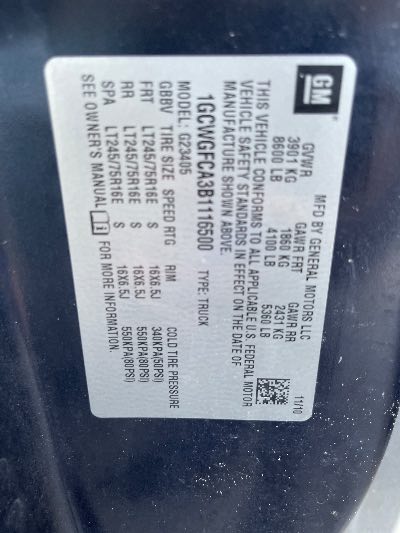 GM
MFD BY GENERAL MOTORS LLC 11/10
GVWR GAWR FRT GAWR RR
3901 KG 1860 KG 2431 KG
8600 LB 4100 LB 5360 LB
THIS VEHICLE CONFORMS TO ALL APPLICABLE U.S. FEDERAL MOTOR
VEHICLE SAFETY STANDARDS IN EFFECT ON THE DATE OF
MANUFACTURE SHOWN ABOVE.
1GCWGFCA3B1116500 TYPE: TRUCK
MODEL: G23405
GBBV TIRE SIZE SPEED RTG RIM COLD TIRE PRESSURE
FRT LT245/75R16E S 16X6.5J 340KPA(50PSI)
RR LT245/75R16E S 16X6.5J 550KPA(80PSI)
SPA LT245/75R16E S 16X6.5J 550KPA(80PSI)
SEE OWNER'S MANUAL i FOR MORE INFORMATION.